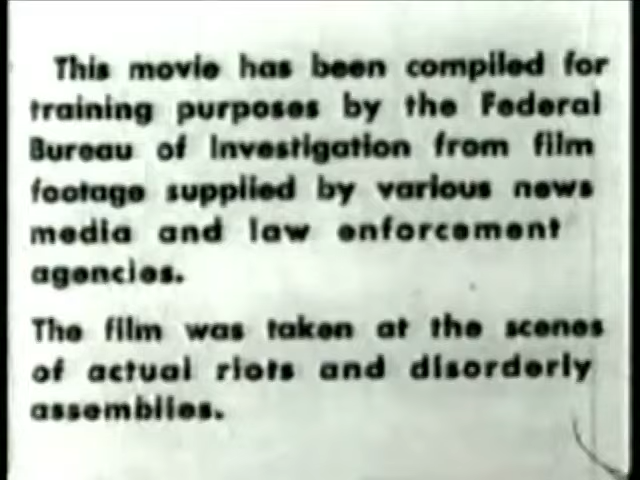 This movie has been compiled for
training purposes by the Federal
Bureau of Investigation from film
footage supplied by various news
media and law enforcement
agencies.
The film was taken at the scenes
of actual riots and disorderly
assemblies.